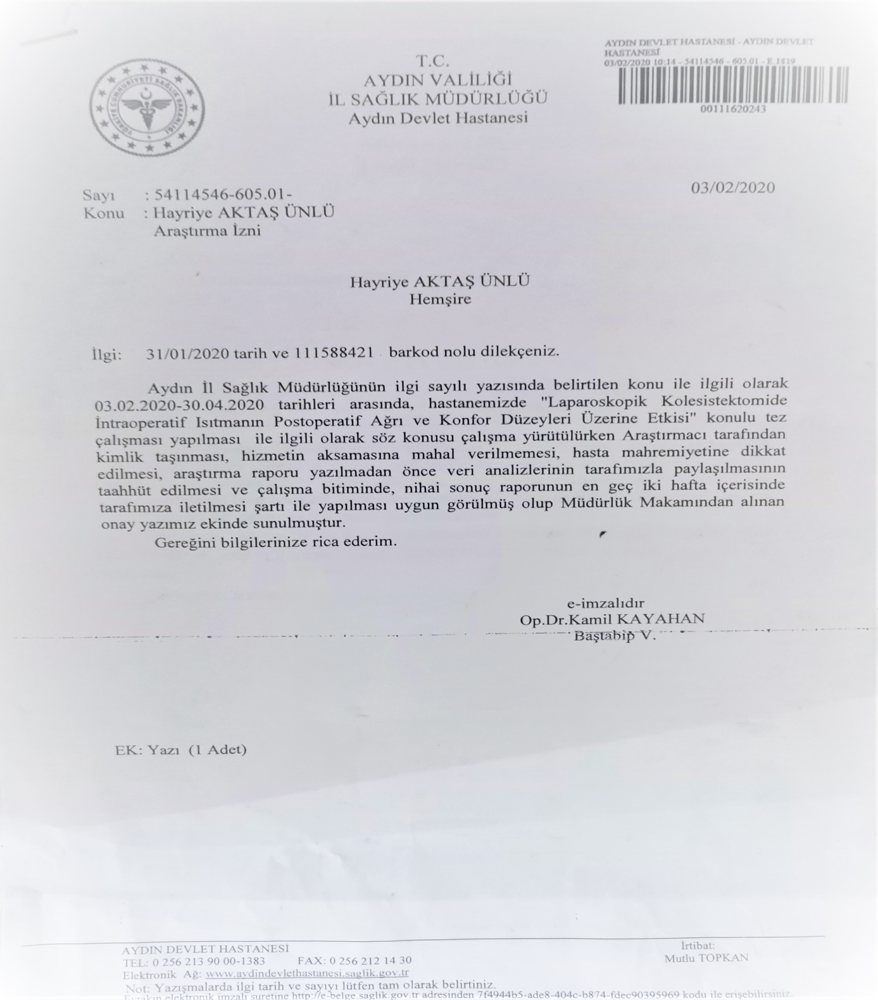 AYDIN DEVLET HASTANESİ - AYDIN DEVLET
HASTANESİ
03/02/2020 10:14 - 54114546 - 605.01 - E.1819
00111620243
TÜRKİYE CUMHURİYETİ SAĞLIK BAKANLIĞI
T.C.
AYDIN VALİLİĞİ
İL SAĞLIK MÜDÜRLÜĞÜ
Aydın Devlet Hastanesi
Sayı : 54114546-605.01-
03/02/2020
Konu : Hayriye AKTAŞ ÜNLÜ
Araştırma İzni
Hayriye AKTAŞ ÜNLÜ
Hemşire
İlgi: 31/01/2020 tarih ve 111588421 barkod nolu dilekçeniz.
Aydın İl Sağlık Müdürlüğünün ilgi sayılı yazısında belirtilen konu ile ilgili olarak
03.02.2020-30.04.2020 tarihleri arasında, hastanemizde "Laparoskopik Kolesistektomide
İntraoperatif Isıtmanın Postoperatif Ağrı ve Konfor Düzeyleri Üzerine Etkisi" konulu tez
çalışması yapılması ile ilgili olarak söz konusu çalışma yürütülürken Araştırmacı tarafından
kimlik taşınması, hizmetin aksamasına mahal verilmemesi, hasta mahremiyetine dikkat
edilmesi, araştırma raporu yazılmadan önce veri analizlerinin tarafımızla paylaşılmasının
taahhüt edilmesi ve çalışma bitiminde, nihai sonuç raporunun en geç iki hafta içerisinde
tarafımıza iletilmesi şartı ile yapılması uygun görülmüş olup Müdürlük Makamından alınan
onay yazımız ekinde sunulmuştur.
Gereğini bilgilerinize rica ederim.
e-imzalıdır
Op.Dr.Kamil KAYAHAN
Baştabip V.
EK: Yazı (1 Adet)
AYDIN DEVLET HASTANESİ
TEL: 0 256 213 90 00-1383 FAX: 0 256 212 14 30
Elektronik Ağ: www.aydindevlethastanesi.saglik.gov.tr
İrtibat:
Mutlu TOPKAN
Not: Yazışmalarda ilgi tarih ve sayıyı lütfen tam olarak belirtiniz.
Evrakın elektronik imzalı suretine http://e-belge.saglik.gov.tr adresinden 7f4944b5-ade8-404c-b874-fdec90395969 kodu ile erişebilirsiniz.